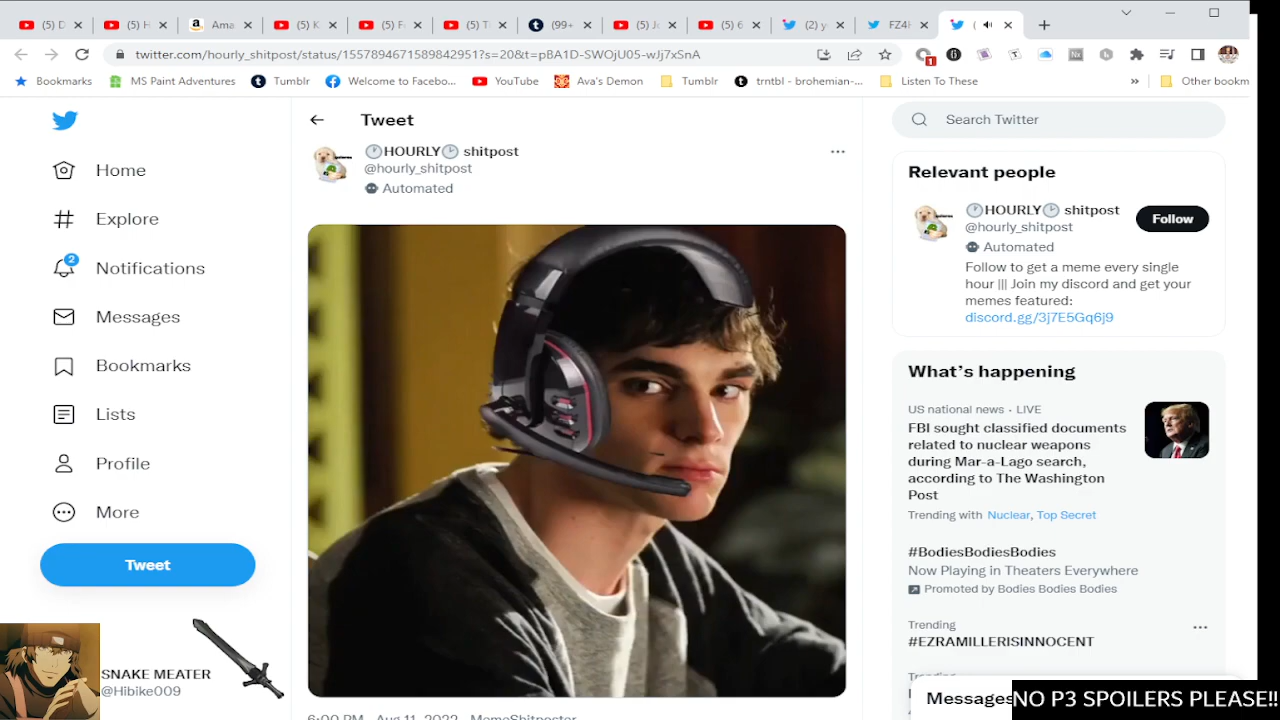 (5) D
(5) H
Ama
(5) K
(5) F
(5) T
(99+
(5) Jo
(5) 6
(2) y
FZ4H
(
twitter.com/hourly_shitpost/status/1557894671589842951?s=20&t=pBA1D-SWOjU05-wJj7xSnA
1
Bookmarks
MS Paint Adventures
Tumblr
Welcome to Facebo...
YouTube
Ava's Demon
Tumblr
trntbl - brohemian-...
Listen To These
»
Other bookm
Home
Explore
2
Notifications
Messages
Bookmarks
Lists
Profile
More
Tweet
SNAKE MEATER
@Hibike009
Tweet
HOURLY shitpost
@hourly_shitpost
Automated
6:00 PM · Aug 11, 2022 · MemeShitposter
Search Twitter
Relevant people
HOURLY shitpost
@hourly_shitpost
Automated
Follow
Follow to get a meme every single
hour ||| Join my discord and get your
memes featured:
discord.gg/3j7E5Gq6j9
What's happening
US national news · LIVE
FBI sought classified documents
related to nuclear weapons
during Mar-a-Lago search,
according to The Washington
Post
Trending with Nuclear, Top Secret
#BodiesBodiesBodies
Now Playing in Theaters Everywhere
Promoted by Bodies Bodies Bodies
Trending
#EZRAMILLERISINNOCENT
Messages
NO P3 SPOILERS PLEASE!!